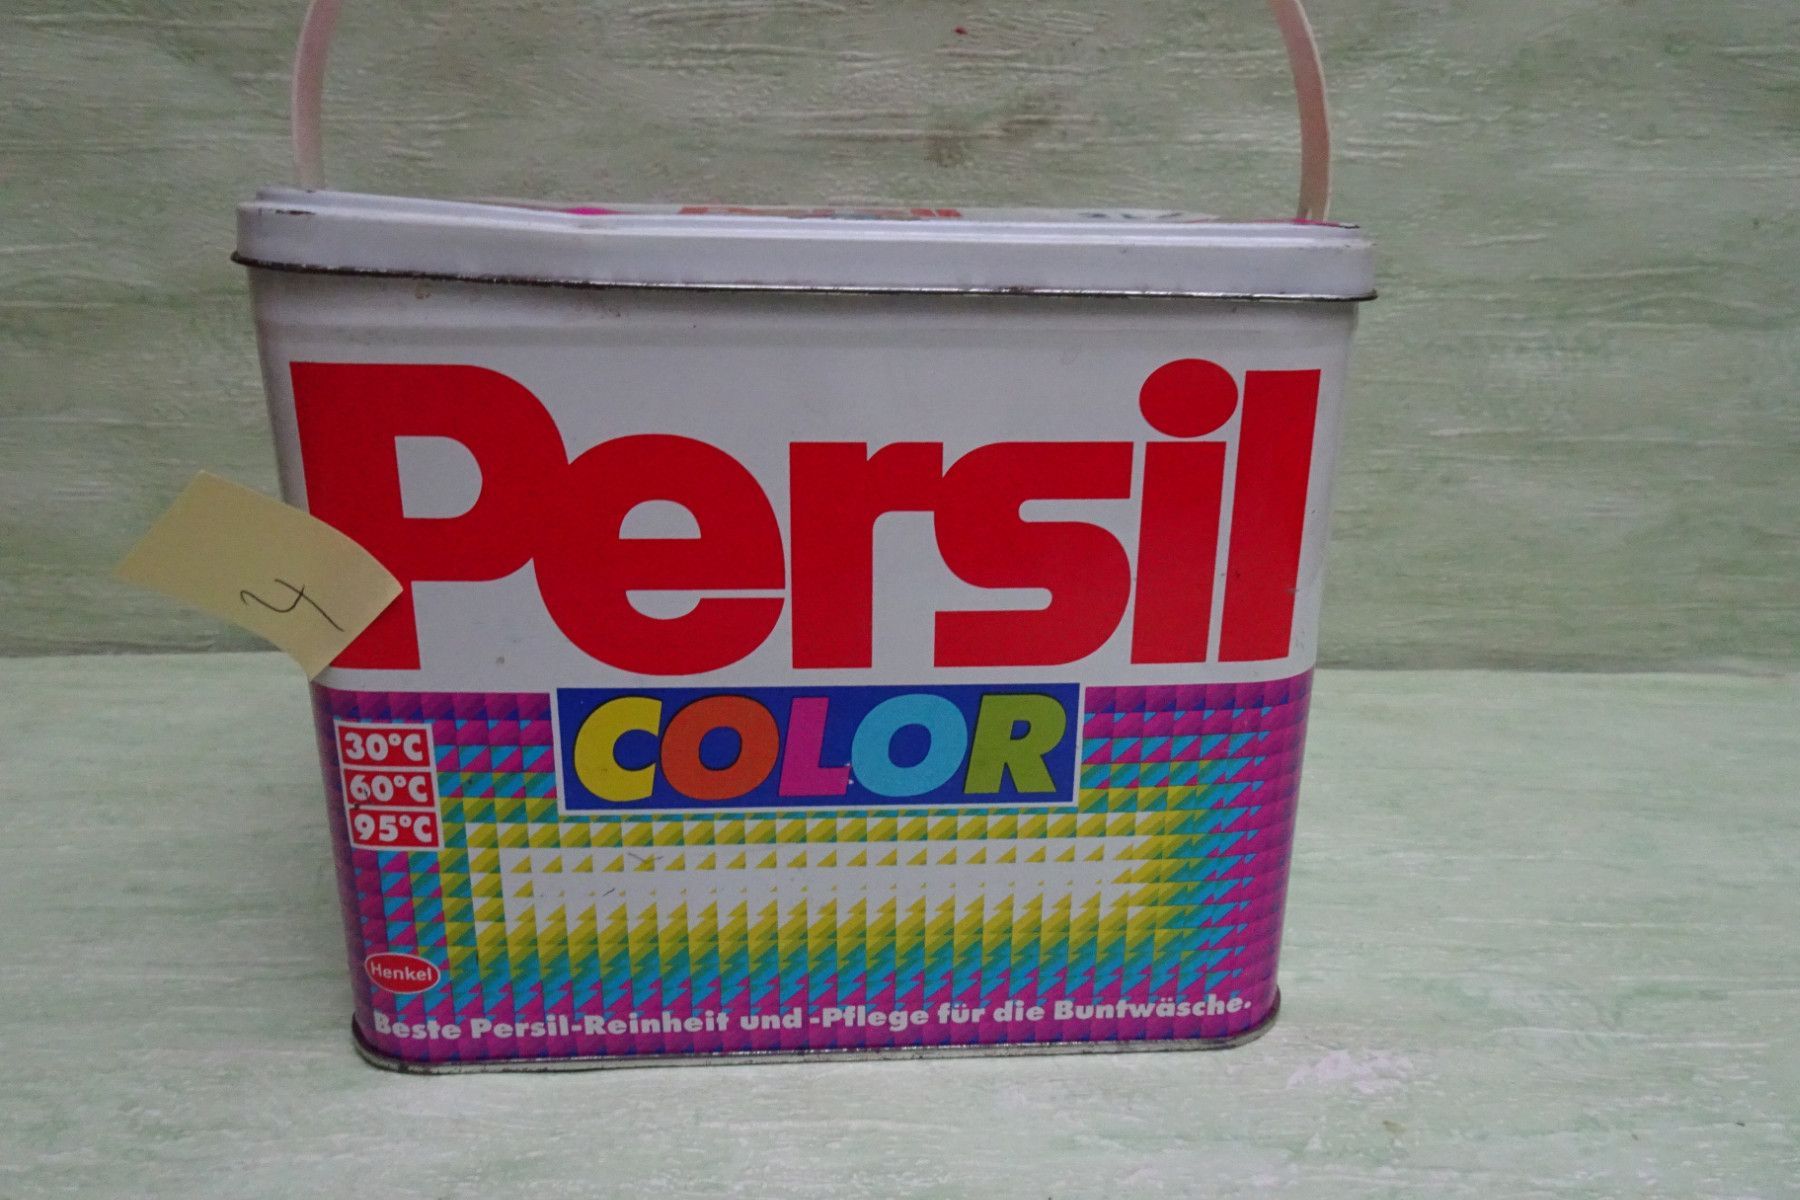 Persil
4
COLOR
30°C
60°C
95°C
Henkel
Beste Persil-Reinheit und -Pflege für die Buntwäsche.